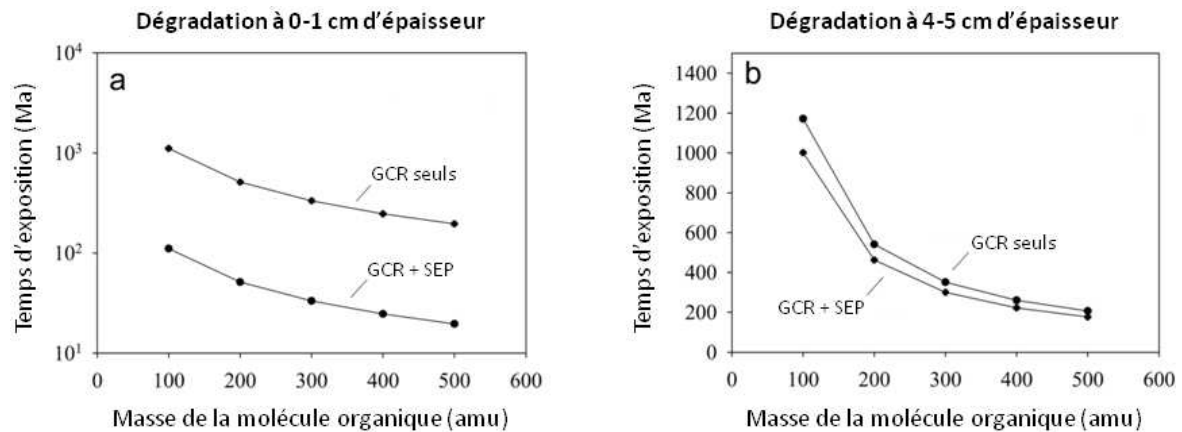 Dégradation à 0-1 cm d'épaisseur
Temps d'exposition (Ma)
10⁴
10³
10²
10¹
a
GCR seuls
GCR + SEP
0 100 200 300 400 500 600
Masse de la molécule organique (amu)
Dégradation à 4-5 cm d'épaisseur
Temps d'exposition (Ma)
1400
1200
1000
800
600
400
200
0
b
GCR seuls
GCR + SEP
0 100 200 300 400 500 600
Masse de la molécule organique (amu)